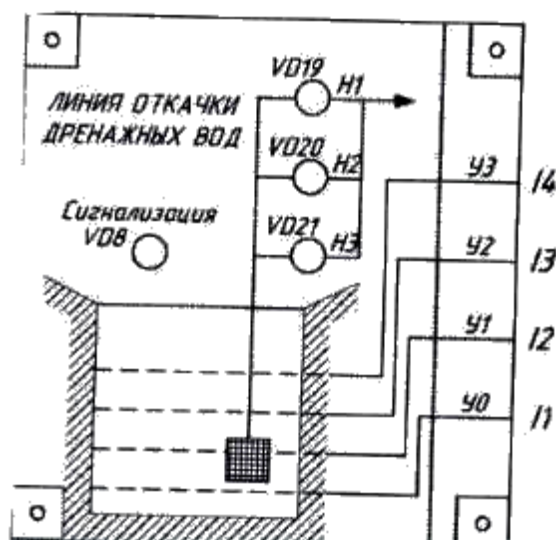 VD19 H1
ЛИНИЯ ОТКАЧКИ
ДРЕНАЖНЫХ ВОД
VD20 H2
У3 I4
Сигнализация
VD8
VD21 H3
У2 I3
У1 I2
У0 I1